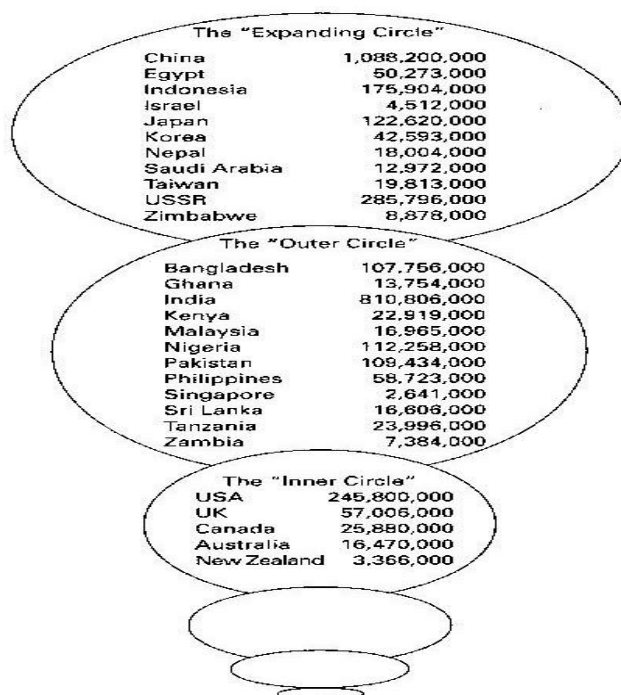 The "Expanding Circle"
China 1,088,200,000
Egypt 50,273,000
Indonesia 175,904,000
Israel 4,512,000
Japan 122,620,000
Korea 42,593,000
Nepal 18,004,000
Saudi Arabia 12,972,000
Taiwan 19,813,000
USSR 285,796,000
Zimbabwe 8,878,000
The "Outer Circle"
Bangladesh 107,756,000
Ghana 13,754,000
India 810,806,000
Kenya 22,919,000
Malaysia 16,965,000
Nigeria 112,258,000
Pakistan 109,434,000
Philippines 58,723,000
Singapore 2,641,000
Sri Lanka 16,606,000
Tanzania 23,996,000
Zambia 7,384,000
The "Inner Circle"
USA 245,800,000
UK 57,006,000
Canada 25,880,000
Australia 16,470,000
New Zealand 3,366,000